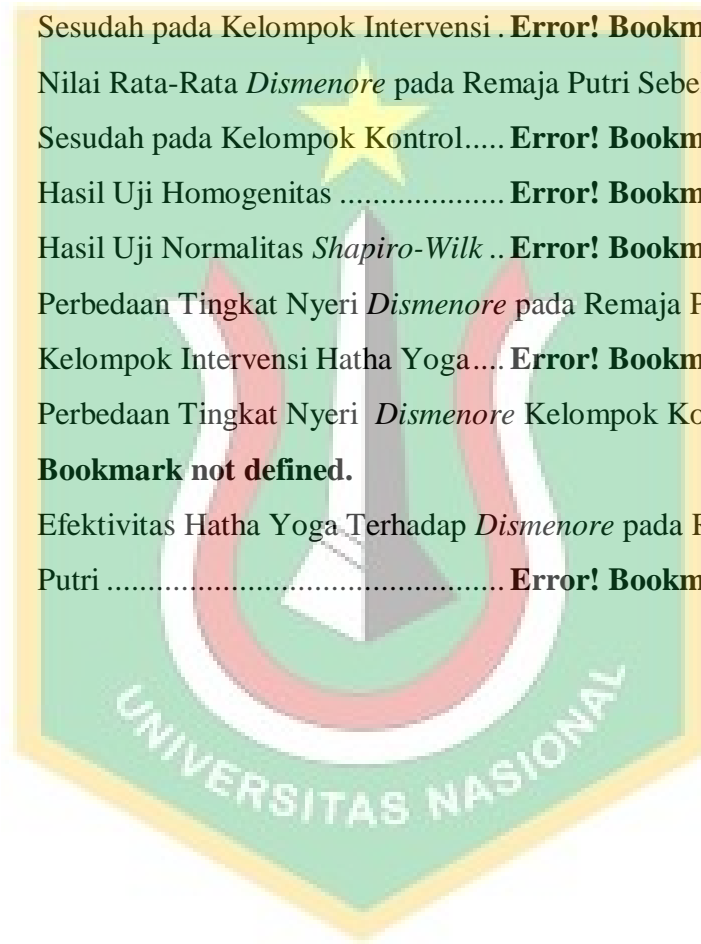 Sesudah pada Kelompok Intervensi . Error! Bookm
Nilai Rata-Rata Dismenore pada Remaja Putri Sebe
Sesudah pada Kelompok Kontrol..... Error! Bookm
Hasil Uji Homogenitas .................... Error! Bookm
Hasil Uji Normalitas Shapiro-Wilk .. Error! Bookm
Perbedaan Tingkat Nyeri Dismenore pada Remaja P
Kelompok Intervensi Hatha Yoga.... Error! Bookm
Perbedaan Tingkat Nyeri Dismenore Kelompok Ko
Bookmark not defined.
Efektivitas Hatha Yoga Terhadap Dismenore pada R
Putri ............................................. Error! Bookm
UNIVERSITAS NASIONAL